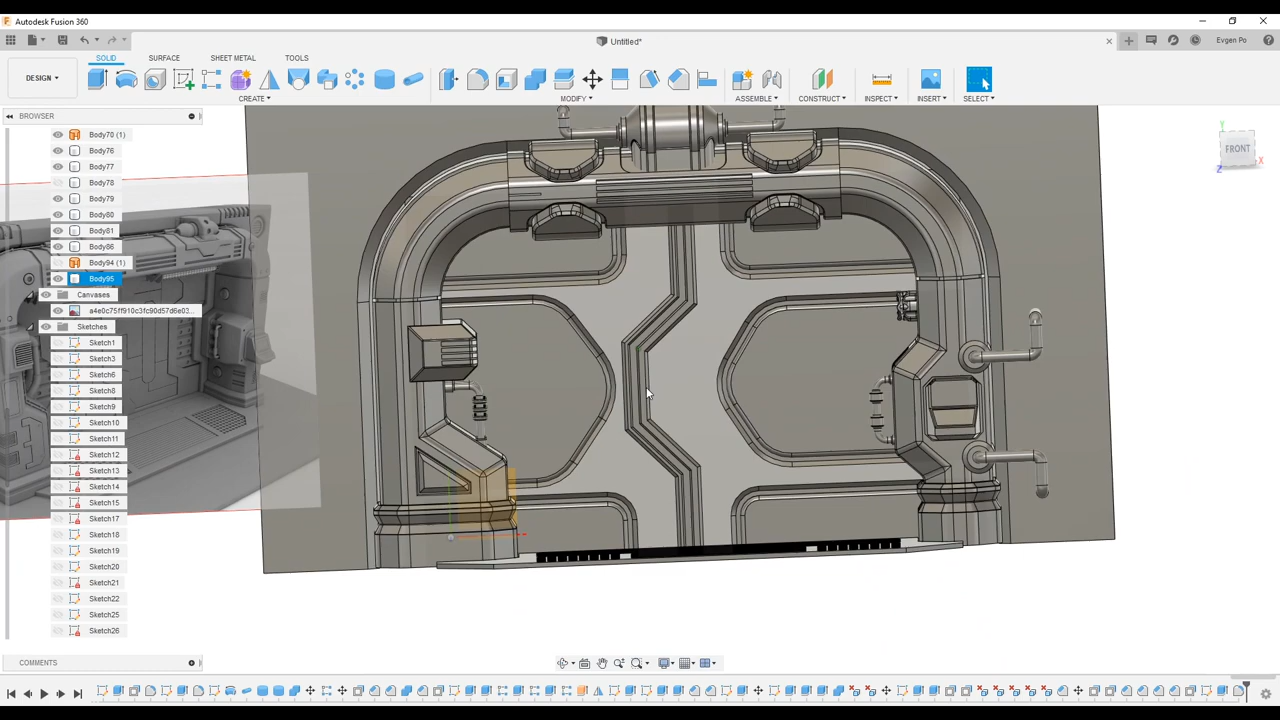 Autodesk Fusion 360
Untitled*
Evgen Po
DESIGN
SOLID SURFACE SHEET METAL TOOLS
CREATE MODIFY ASSEMBLE CONSTRUCT INSPECT INSERT SELECT
BROWSER
Body70 (1)
Body76
Body77
Body78
Body79
Body80
Body81
Body86
Body94 (1)
Body95
Canvases
a4e0c75ff910c3fc90d57d6e03...
Sketches
Sketch1
Sketch3
Sketch6
Sketch8
Sketch9
Sketch10
Sketch11
Sketch12
Sketch13
Sketch14
Sketch15
Sketch17
Sketch18
Sketch19
Sketch20
Sketch21
Sketch22
Sketch25
Sketch26
Y
FRONT
X
Z
COMMENTS